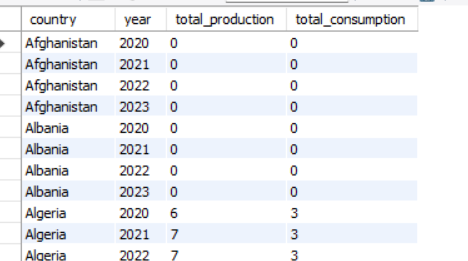 country year total_production total_consumption
Afghanistan 2020 0 0
Afghanistan 2021 0 0
Afghanistan 2022 0 0
Afghanistan 2023 0 0
Albania 2020 0 0
Albania 2021 0 0
Albania 2022 0 0
Albania 2023 0 0
Algeria 2020 6 3
Algeria 2021 7 3
Algeria 2022 7 3